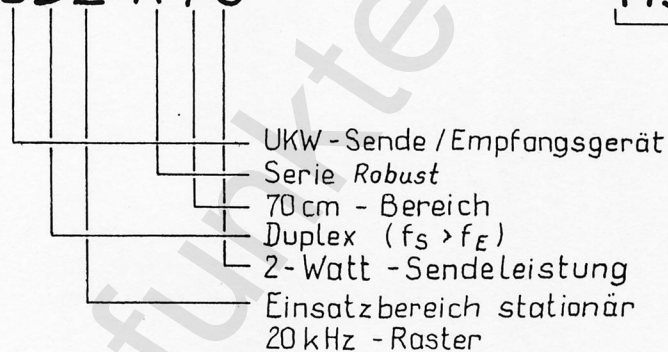 UKW - Sende / Empfangsgerät
Serie Robust
70 cm - Bereich
Duplex (fS > fE)
2 - Watt - Sendeleistung
Einsatzbereich stationär
20 kHz - Raster
funkte